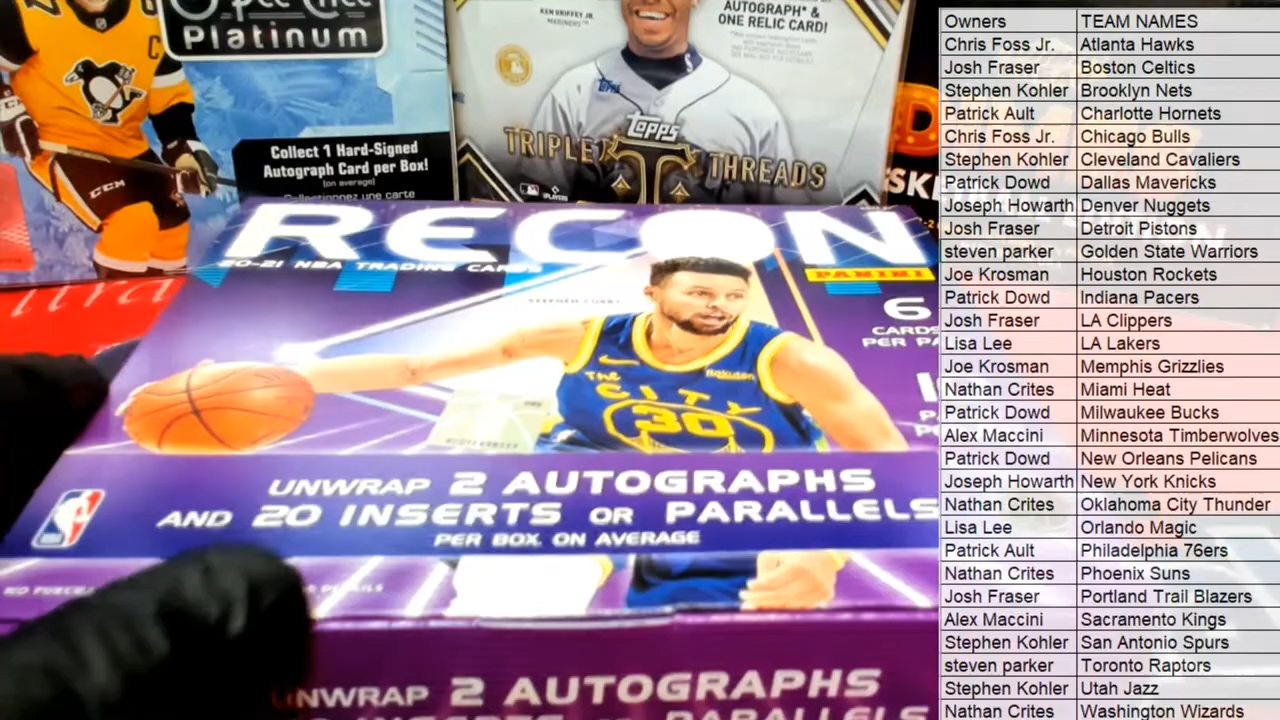 Platinum
Collect 1 Hard-Signed
Autograph Card per Box!
(on average)
C
CCM
KEN GRIFFEY JR.
MARINERS™
AUTOGRAPH* &
ONE RELIC CARD!
topps
TRIPLE THREADS
RECON
20-21 NBA TRADING CARDS
PANINI
STEPHEN CURRY
6
CARDS
The
CITY
30
Rakuten
UNWRAP 2 AUTOGRAPHS
AND 20 INSERTS OR PARALLELS
PER BOX, ON AVERAGE
UNWRAP 2 AUTOGRAPHS
Owners TEAM NAMES
Chris Foss Jr. Atlanta Hawks
Josh Fraser Boston Celtics
Stephen Kohler Brooklyn Nets
Patrick Ault Charlotte Hornets
Chris Foss Jr. Chicago Bulls
Stephen Kohler Cleveland Cavaliers
Patrick Dowd Dallas Mavericks
Joseph Howarth Denver Nuggets
Josh Fraser Detroit Pistons
steven parker Golden State Warriors
Joe Krosman Houston Rockets
Patrick Dowd Indiana Pacers
Josh Fraser LA Clippers
Lisa Lee LA Lakers
Joe Krosman Memphis Grizzlies
Nathan Crites Miami Heat
Patrick Dowd Milwaukee Bucks
Alex Maccini Minnesota Timberwolves
Patrick Dowd New Orleans Pelicans
Joseph Howarth New York Knicks
Nathan Crites Oklahoma City Thunder
Lisa Lee Orlando Magic
Patrick Ault Philadelphia 76ers
Nathan Crites Phoenix Suns
Josh Fraser Portland Trail Blazers
Alex Maccini Sacramento Kings
Stephen Kohler San Antonio Spurs
steven parker Toronto Raptors
Stephen Kohler Utah Jazz
Nathan Crites Washington Wizards